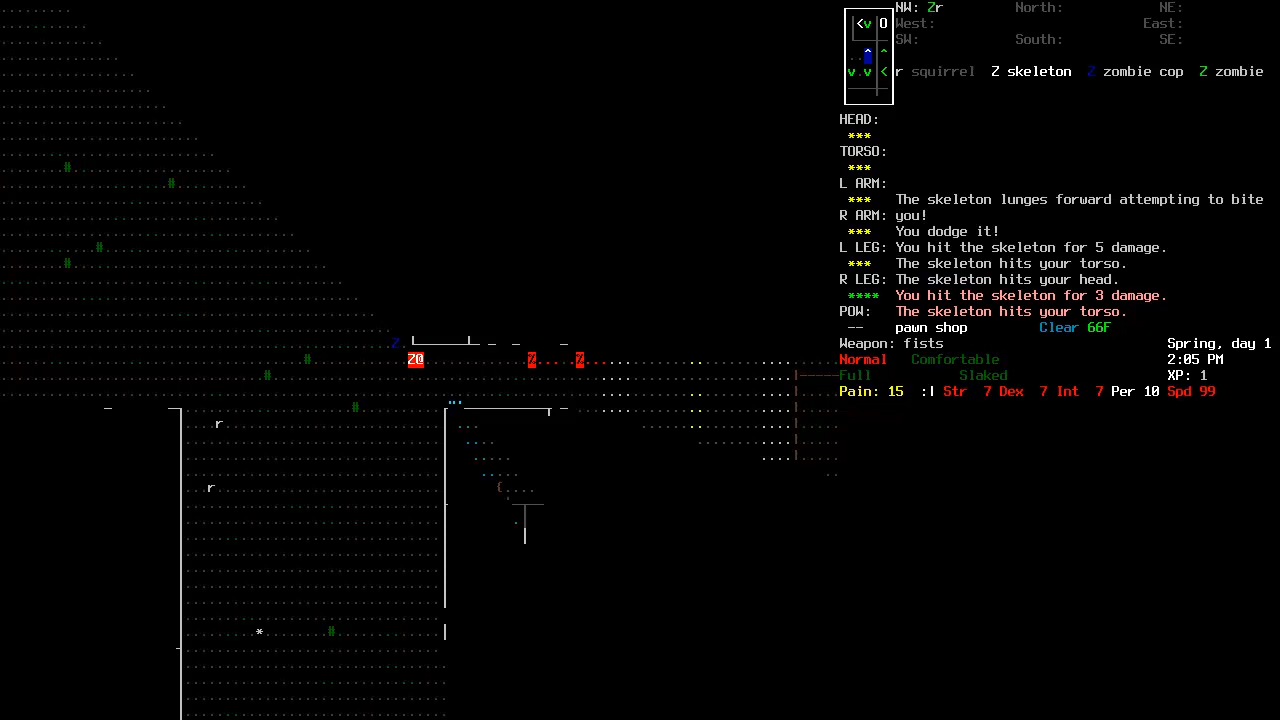 NW: Zr North: NE:
West: East:
SW: South: SE:
r squirrel Z skeleton Z zombie cop Z zombie
HEAD:
***
TORSO:
***
L ARM:
*** The skeleton lunges forward attempting to bite
R ARM: you!
*** You dodge it!
L LEG: You hit the skeleton for 5 damage.
*** The skeleton hits your torso.
R LEG: The skeleton hits your head.
**** You hit the skeleton for 3 damage.
POW: The skeleton hits your torso.
-- pawn shop Clear 66F
Weapon: fists Spring, day 1
Normal Comfortable 2:05 PM
Full Slaked XP: 1
Pain: 15 :| Str 7 Dex 7 Int 7 Per 10 Spd 99